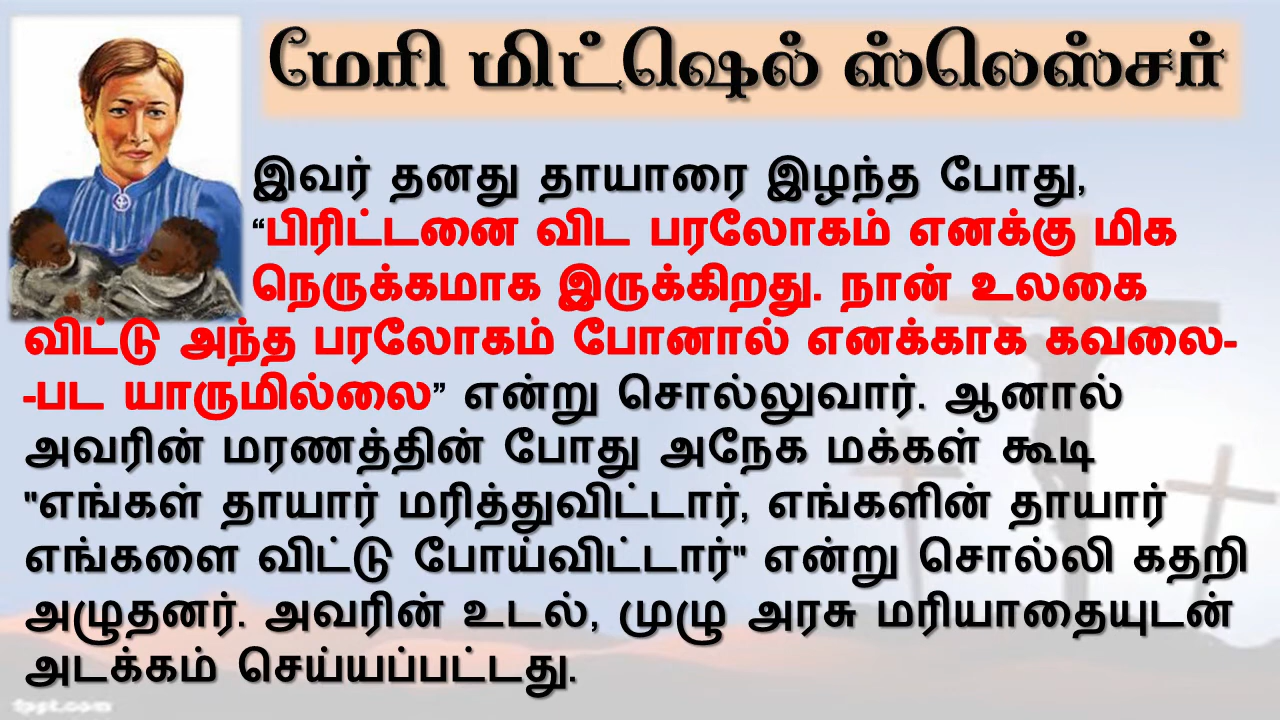 மேரி மிட்ஷெல் ஸ்லெஸ்சர்
இவர் தனது தாயாரை இழந்த போது,
“பிரிட்டனை விட பரலோகம் எனக்கு மிக
நெருக்கமாக இருக்கிறது. நான் உலகை
விட்டு அந்த பரலோகம் போனால் எனக்காக கவலை-
-பட யாருமில்லை” என்று சொல்லுவார். ஆனால்
அவரின் மரணத்தின் போது அநேக மக்கள் கூடி
"எங்கள் தாயார் மரித்துவிட்டார், எங்களின் தாயார்
எங்களை விட்டு போய்விட்டார்" என்று சொல்லி கதறி
அழுதனர். அவரின் உடல், முழு அரசு மரியாதையுடன்
அடக்கம் செய்யப்பட்டது.
fppt.com